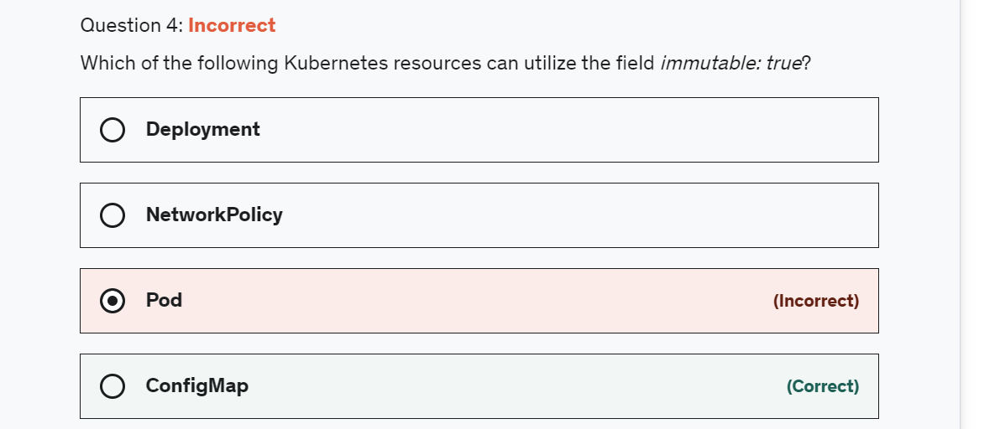 Question 4: Incorrect
Which of the following Kubernetes resources can utilize the field immutable: true?
Deployment
NetworkPolicy
Pod (Incorrect)
ConfigMap (Correct)